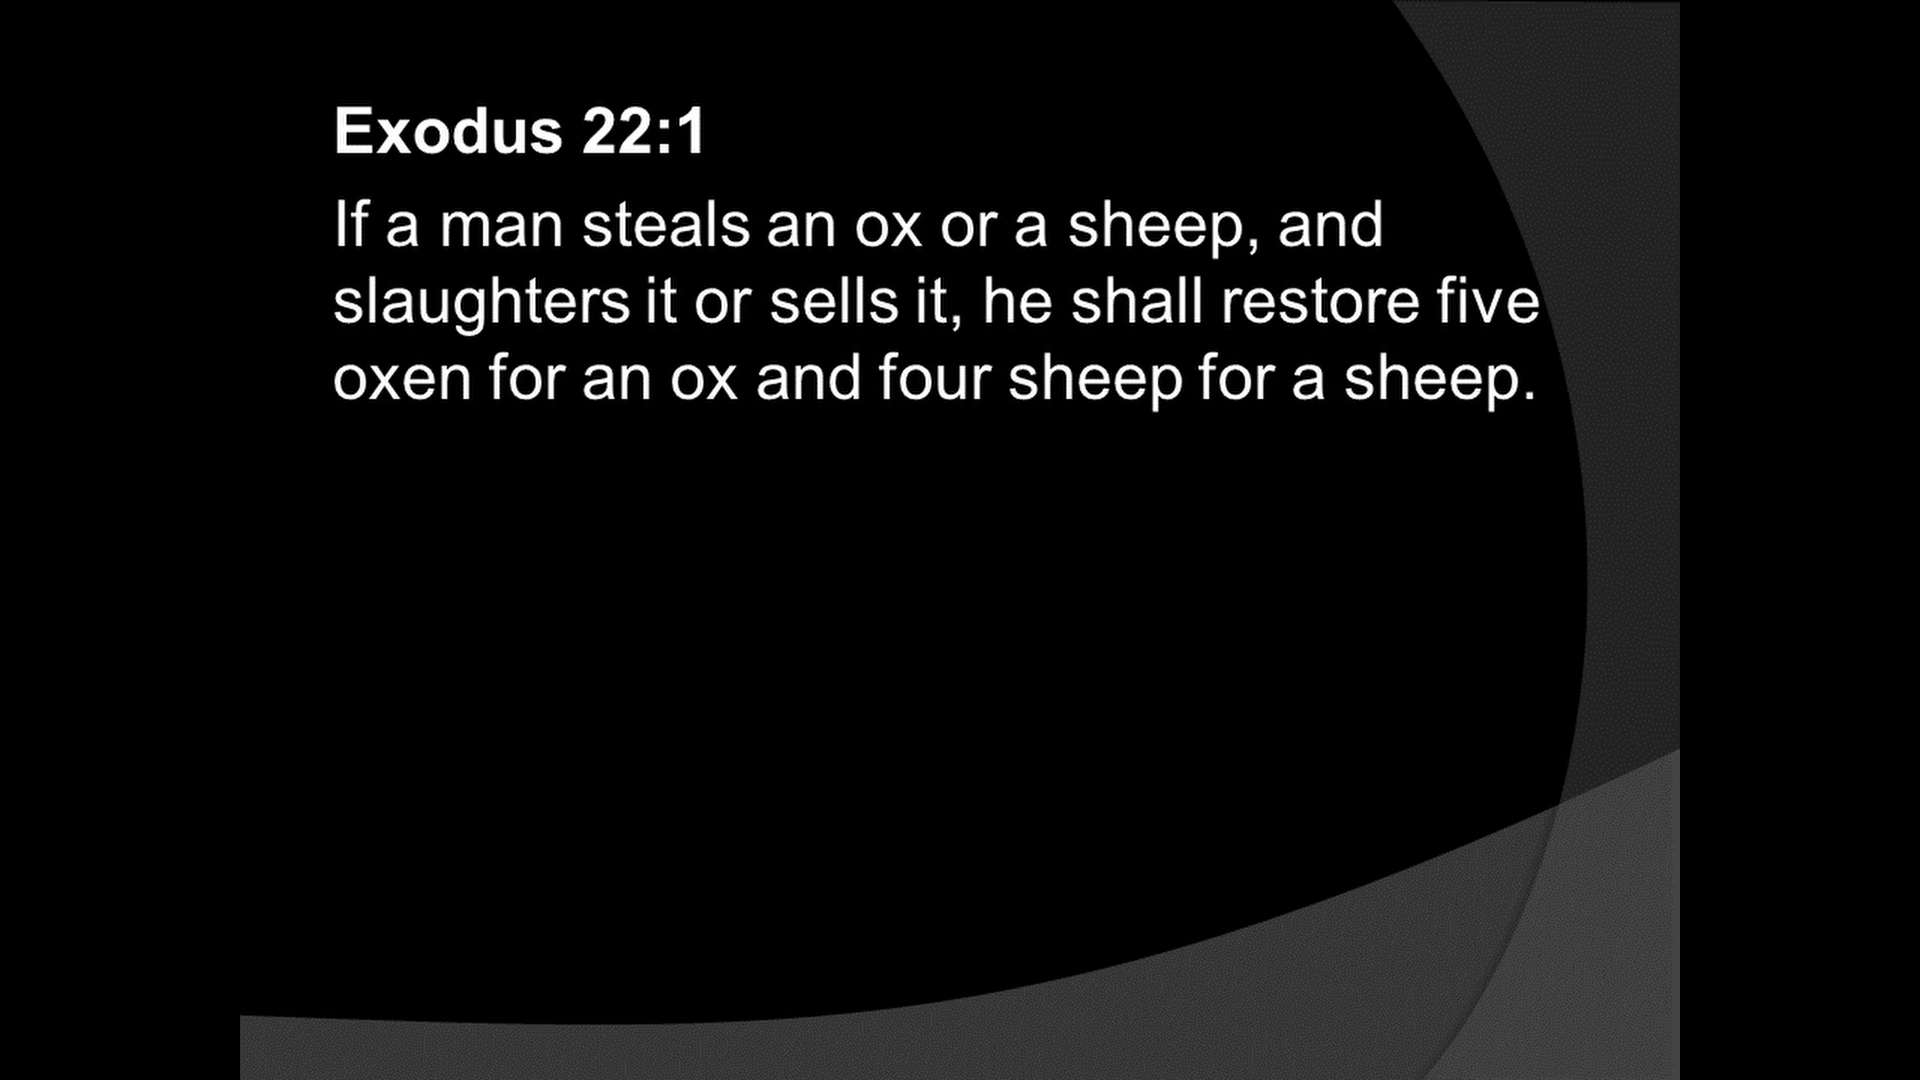 Exodus 22:1
If a man steals an ox or a sheep, and
slaughters it or sells it, he shall restore five
oxen for an ox and four sheep for a sheep.